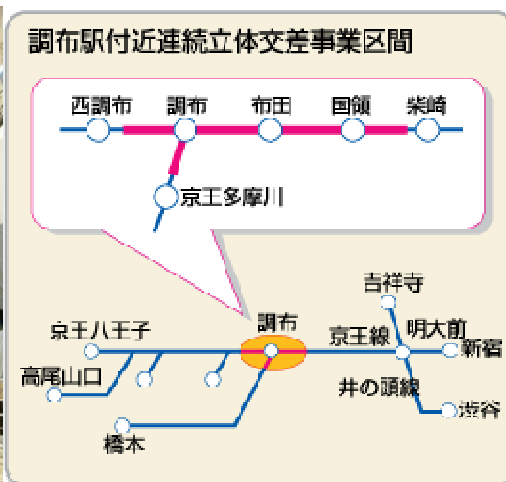 調布駅付近連続立体交差事業区間
西調布 調布 布田 国領 柴崎
京王多摩川
吉祥寺
京王八王子 調布 京王線 明大前
新宿
高尾山口 井の頭線
渋谷
橋本